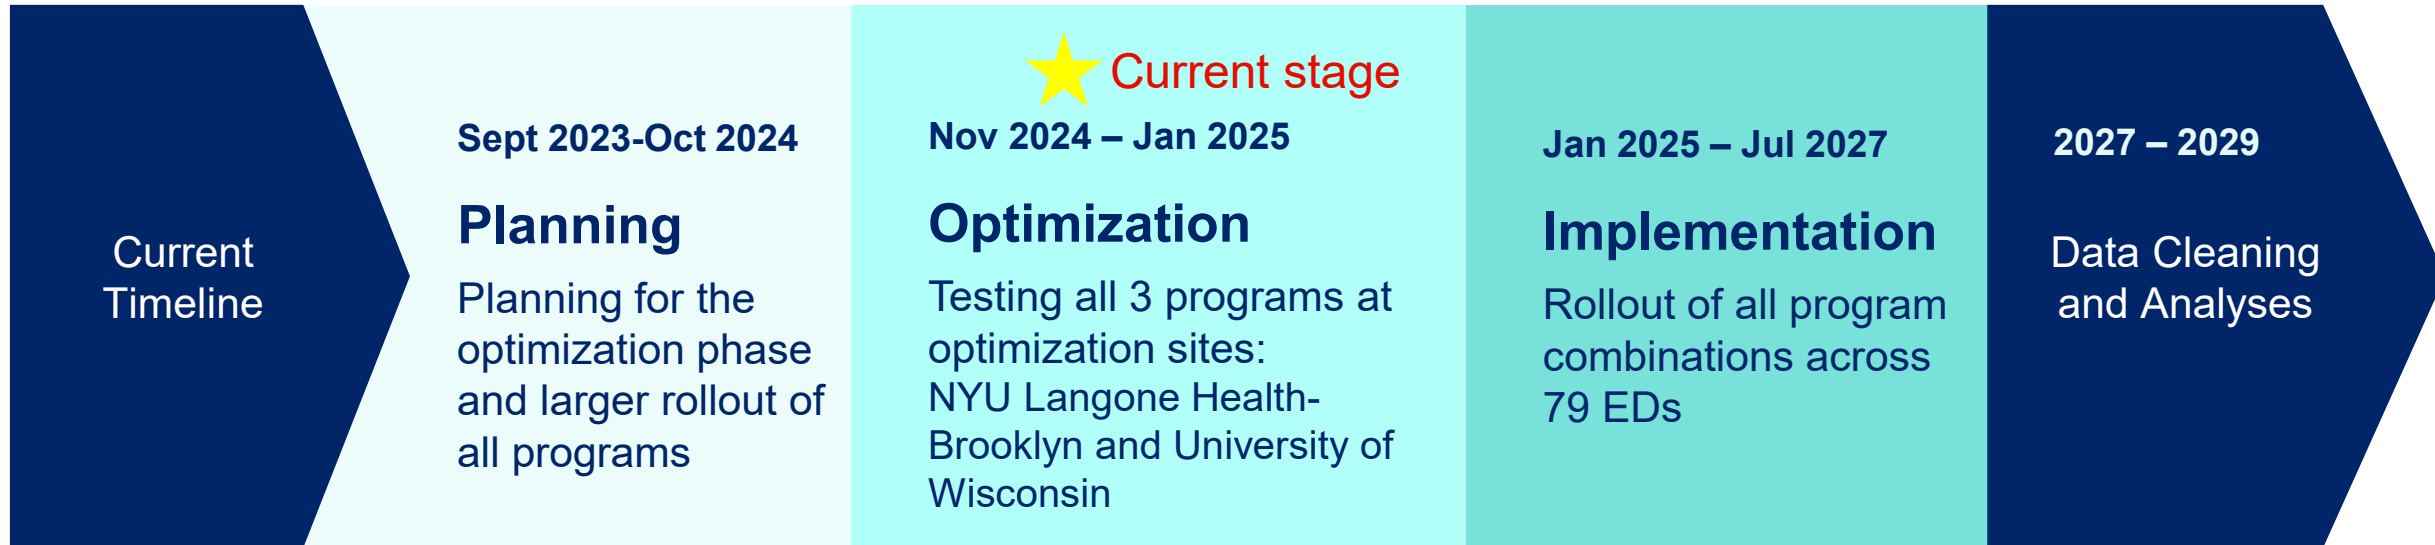 Current
Timeline
Sept 2023-Oct 2024
Planning
Planning for the
optimization phase
and larger rollout of
all programs
Current stage
Nov 2024 – Jan 2025
Optimization
Testing all 3 programs at
optimization sites:
NYU Langone Health-
Brooklyn and University of
Wisconsin
Jan 2025 – Jul 2027
Implementation
Rollout of all program
combinations across
79 EDs
2027 – 2029
Data Cleaning
and Analyses